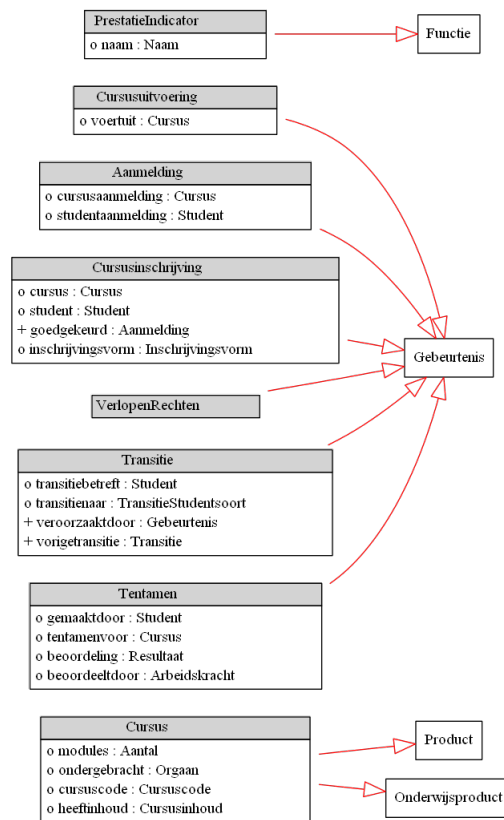 PrestatieIndicator
o naam : Naam
Functie
Cursusuitvoering
o voertuit : Cursus
Aanmelding
o cursusaanmelding : Cursus
o studentaanmelding : Student
Cursusinschrijving
o cursus : Cursus
o student : Student
+ goedgekeurd : Aanmelding
o inschrijvingsvorm : Inschrijvingsvorm
Gebeurtenis
VerlopenRechten
Transitie
o transitiebetreft : Student
o transitienaar : TransitieStudentsoort
+ veroorzaaktdoor : Gebeurtenis
+ vorigetransitie : Transitie
Tentamen
o gemaaktdoor : Student
o tentamenvoor : Cursus
o beoordeling : Resultaat
o beoordeeltdoor : Arbeidskracht
Cursus
o modules : Aantal
o ondergebracht : Orgaan
o cursuscode : Cursuscode
o heeftinhoud : Cursusinhoud
Product
Onderwijsproduct